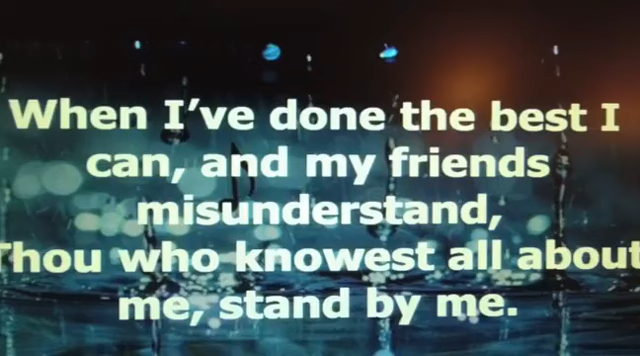 When I've done the best I
can, and my friends
misunderstand,
Thou who knowest all about
me, stand by me.